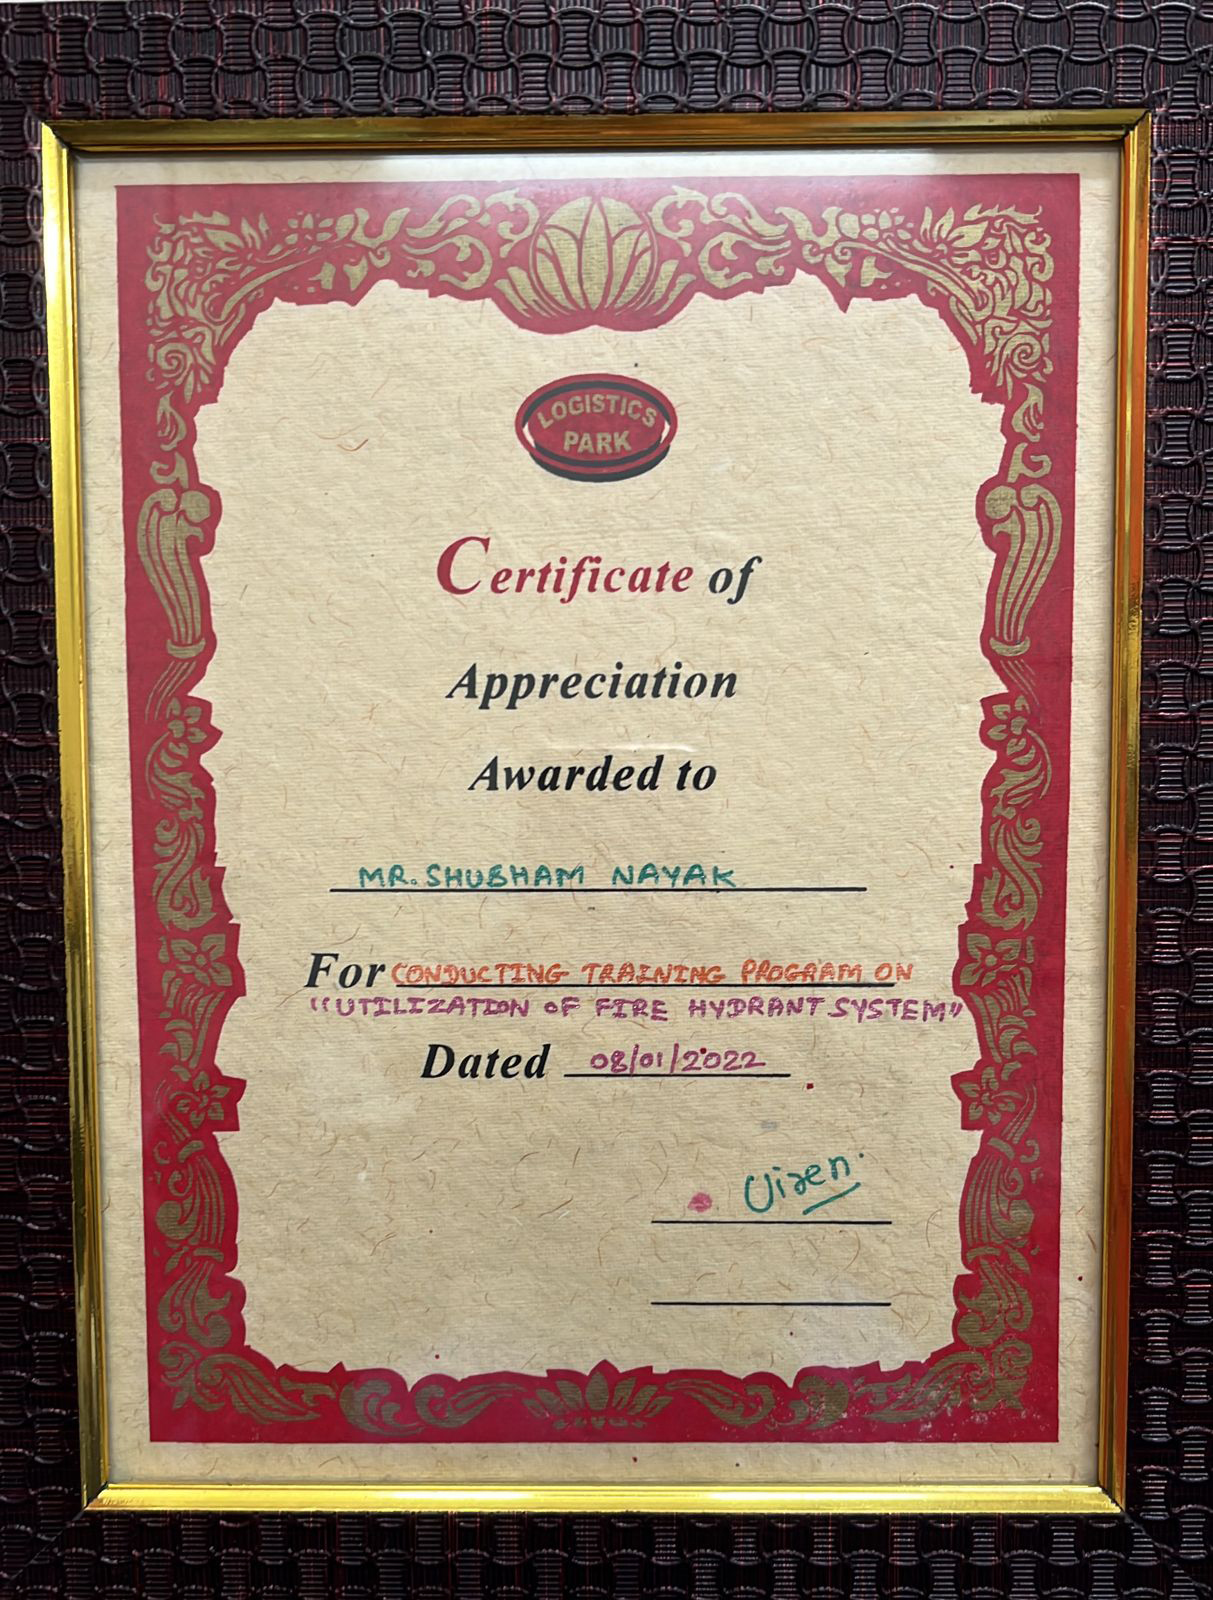 LOGISTICS
PARK
Certificate of
Appreciation
Awarded to
MR. SHUBHAM NAYAK
For CONDUCTING TRAINING PROGRAM ON
"UTILIZATION OF FIRE HYDRANT SYSTEM"
Dated 08/01/2022
Viren